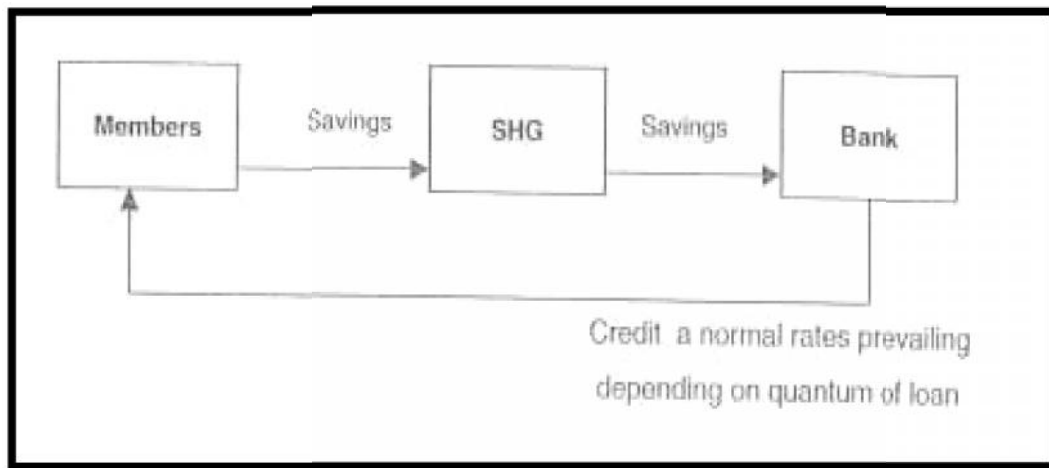 Members
Savings
SHG
Savings
Bank
Credit a normal rates prevailing
depending on quantum of loan